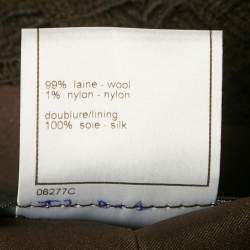 99% laine - wool
1% nylon - nylon
doublure/lining
100% soie - silk
06277C